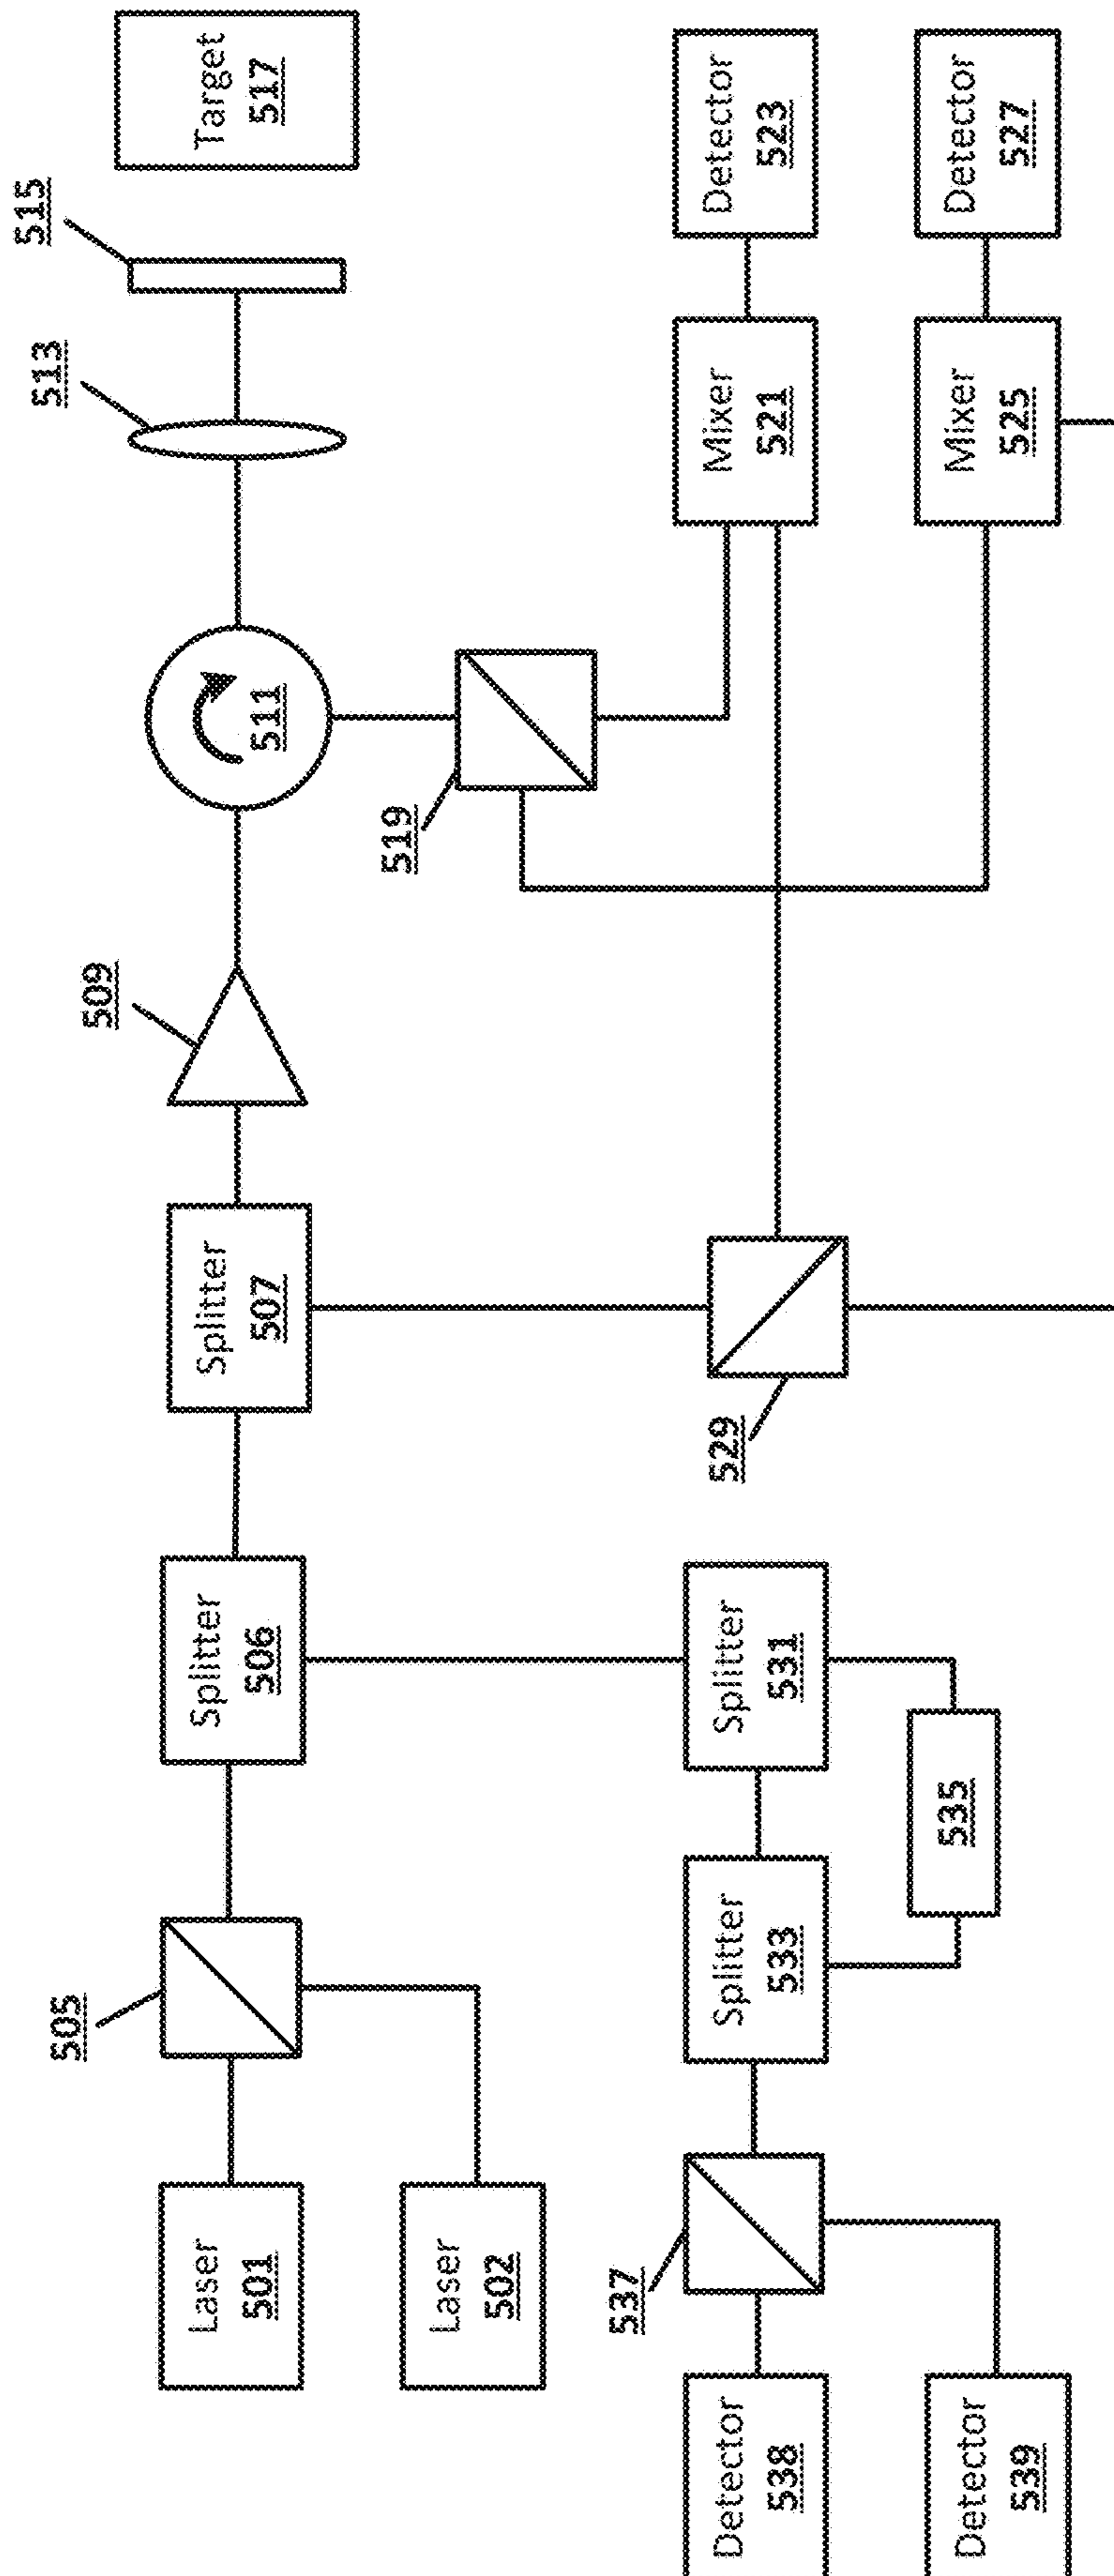 515
Target
517
513
511
509
519
Detector
523
Mixer
521
Detector
527
Mixer
525
Splitter
507
529
Splitter
506
Splitter
531
Splitter
533
535
505
Laser
501
Laser
502
537
Detector
538
Detector
539